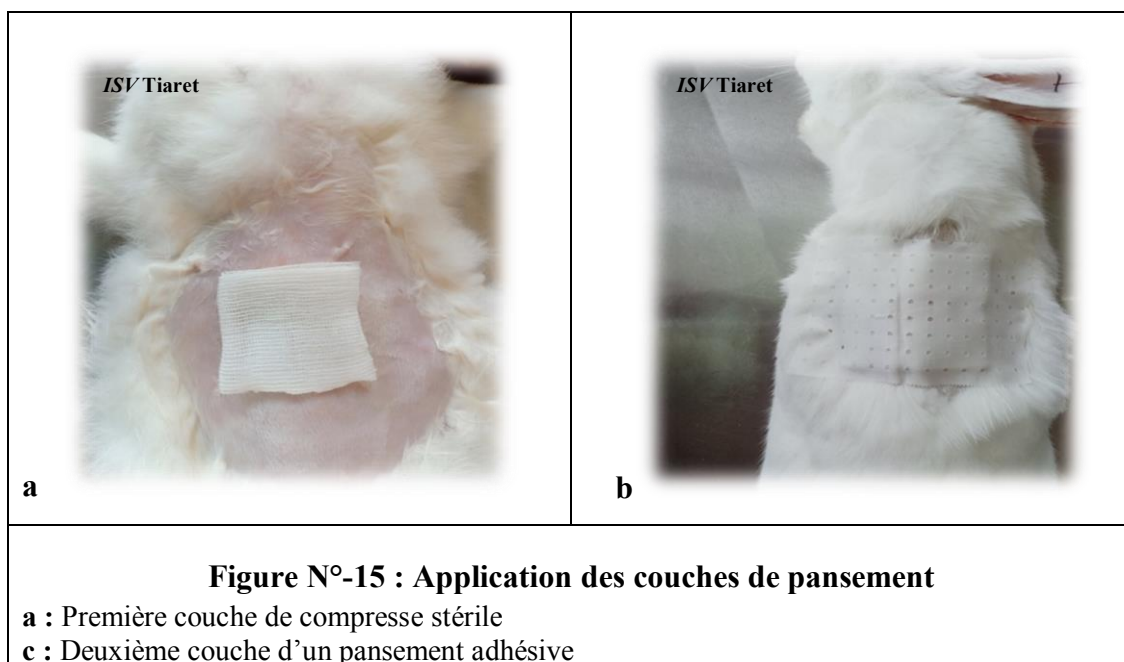 ISV Tiaret
ISV Tiaret
a
b
Figure N°-15 : Application des couches de pansement
a : Première couche de compresse stérile
c : Deuxième couche d’un pansement adhésive